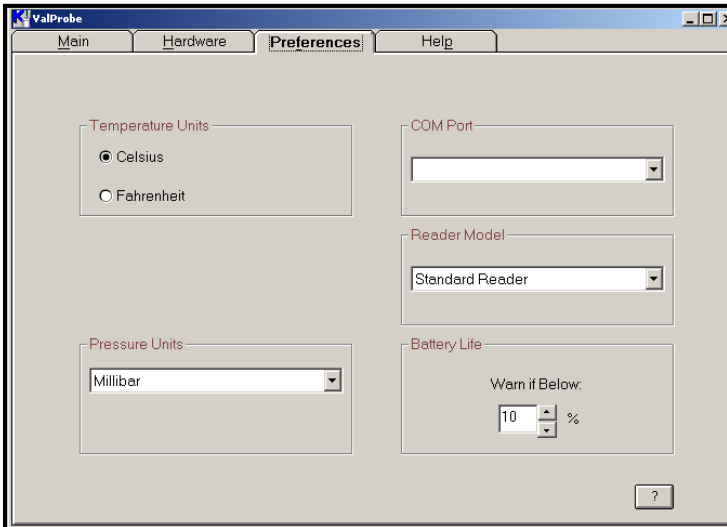 ValProbe
Main Hardware Preferences Help
Temperature Units
Celsius
Fahrenheit
COM Port
Reader Model
Standard Reader
Pressure Units
Millibar
Battery Life
Warn if Below:
10 %
?